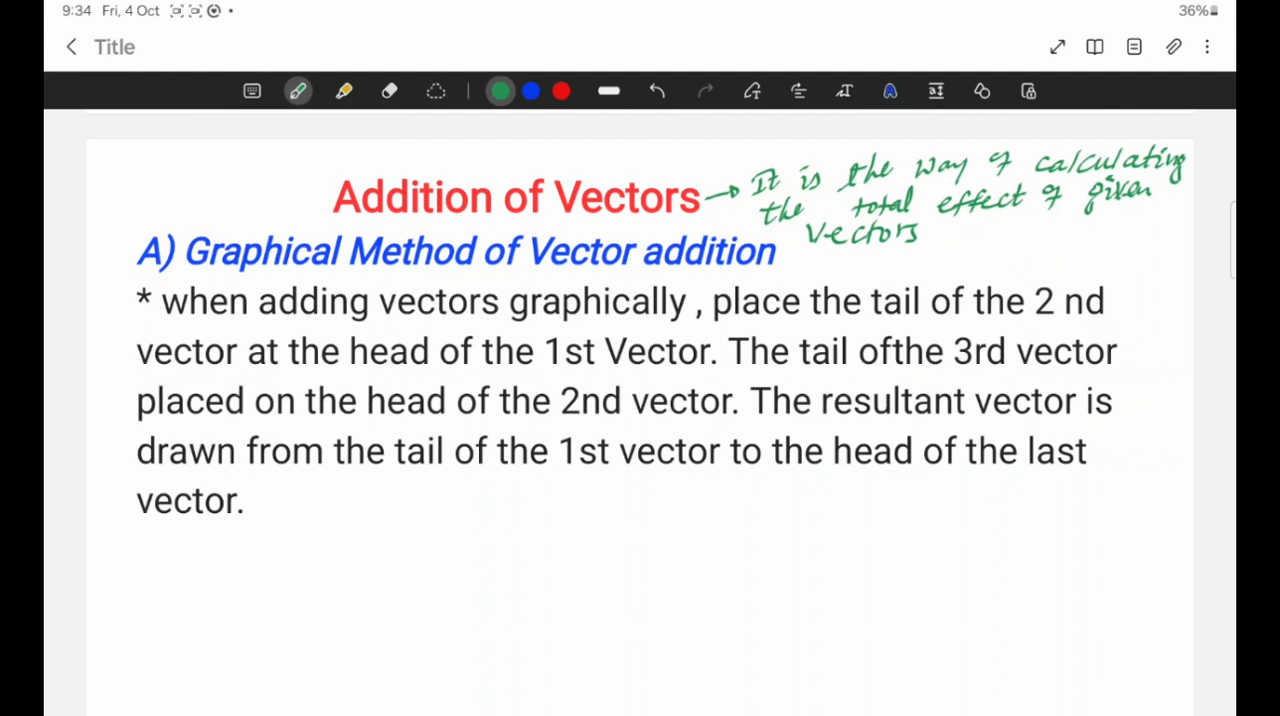 9:34 Fri, 4 Oct
36%
Title
Addition of Vectors
It is the way of calculating
the total effect of given
vectors
A) Graphical Method of Vector addition
* when adding vectors graphically , place the tail of the 2 nd
vector at the head of the 1st Vector. The tail ofthe 3rd vector
placed on the head of the 2nd vector. The resultant vector is
drawn from the tail of the 1st vector to the head of the last
vector.